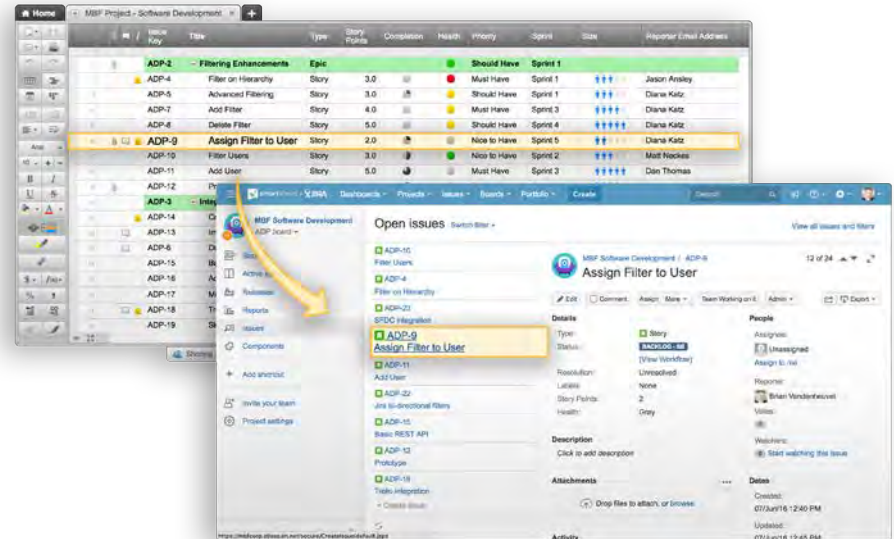 Home
MBF Project - Software Development
Issue Key Title Type Story Points Completion Health Priority Sprint Size Reporter Email Address
ADP-2 Filtering Enhancements Epic Should Have Sprint 1
ADP-4 Filter on Hierarchy Story 3.0 Must Have Sprint 1 Jason Ansley
ADP-5 Advanced Filtering Story 3.0 Should Have Sprint 1 Diana Katz
ADP-7 Add Filter Story 4.0 Must Have Sprint 3 Diana Katz
ADP-8 Delete Filter Story 5.0 Should Have Sprint 4 Diana Katz
ADP-9 Assign Filter to User Story 2.0 Nice to Have Sprint 5 Diana Katz
ADP-10 Filter Users Story 3.0 Nice to Have Sprint 2 Matt Neckes
ADP-11 Add User Story 5.0 Must Have Sprint 3 Dan Thomas
ADP-12
ADP-3
ADP-14
ADP-13
ADP-6
ADP-15
ADP-16
ADP-17
ADP-18
ADP-19
Arial
Sharing
JIRA Dashboards Projects Issues Boards Portfolio Create Search
MBF Software Development
ADP board
Releases
Reports
Issues
Components
Add shortcut
Invite your team
Project settings
Open issues Switch filter
View all issues and filters
ADP-10
Filter Users
ADP-4
Filter on Hierarchy
ADP-23
SFDC integration
ADP-9
Assign Filter to User
ADP-11
Add User
ADP-22
Jira bi-directional filters
ADP-15
Basic REST API
ADP-12
Prototype
ADP-19
Trello integration
+ Create issue
MBF Software Development / ADP-9
12 of 24
Assign Filter to User
Edit Comment Assign More Team Working on it Admin Export
Details
Type: Story
Status: BACKLOG - NB
(View Workflow)
Resolution: Unresolved
Labels: None
Story Points: 2
Health: Gray
Description
Click to add description
Attachments
Drop files to attach, or browse.
Activity
People
Assignee:
Unassigned
Assign to me
Reporter:
Brian Vandenheuvel
Votes:
Watchers:
Start watching this issue
Dates
Created:
07/Jun/16 12:40 PM
Updated:
07/Jun/16 12:45 PM